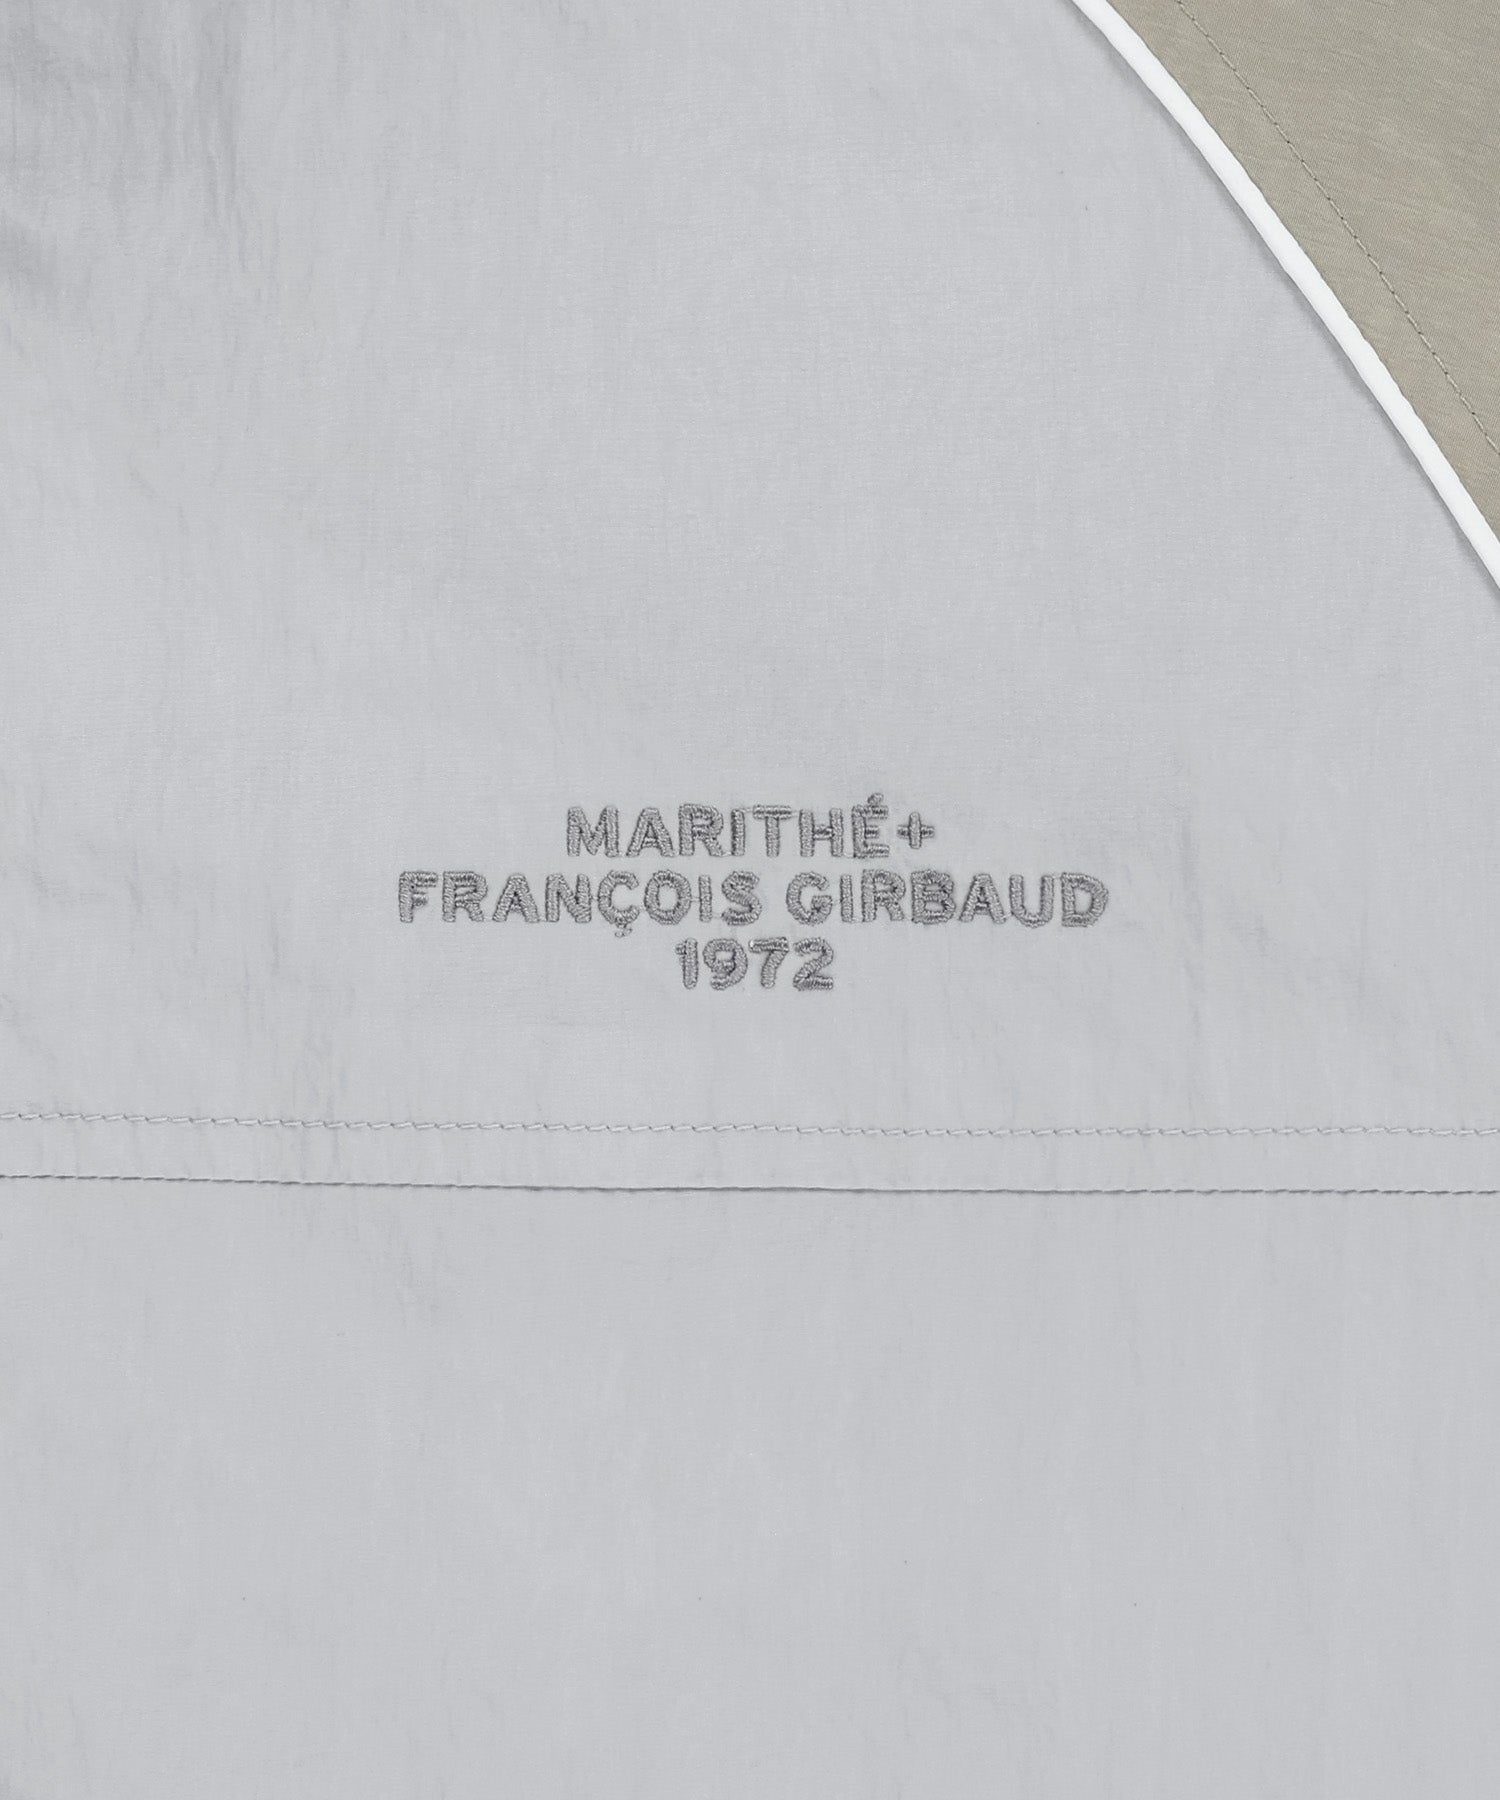 MARITHÉ+
FRANÇOIS GIRBAUD
1972